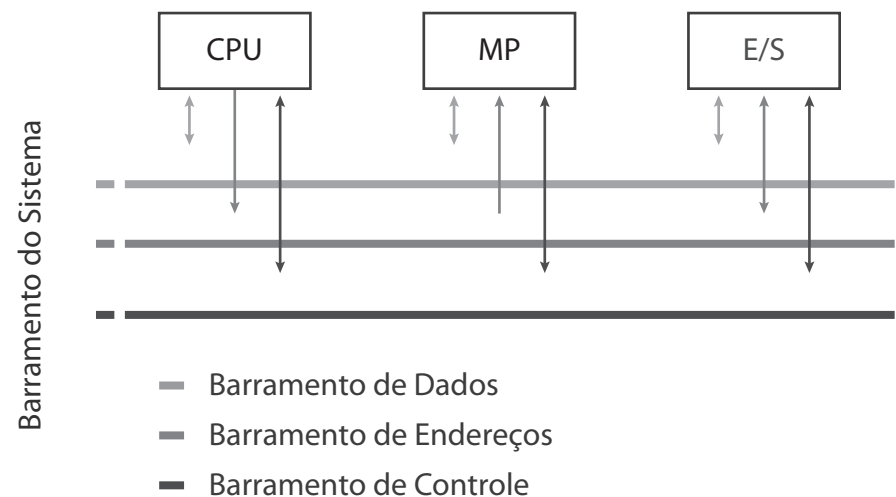 CPU
MP
E/S
Barramento do Sistema
Barramento de Dados
Barramento de Endereços
Barramento de Controle